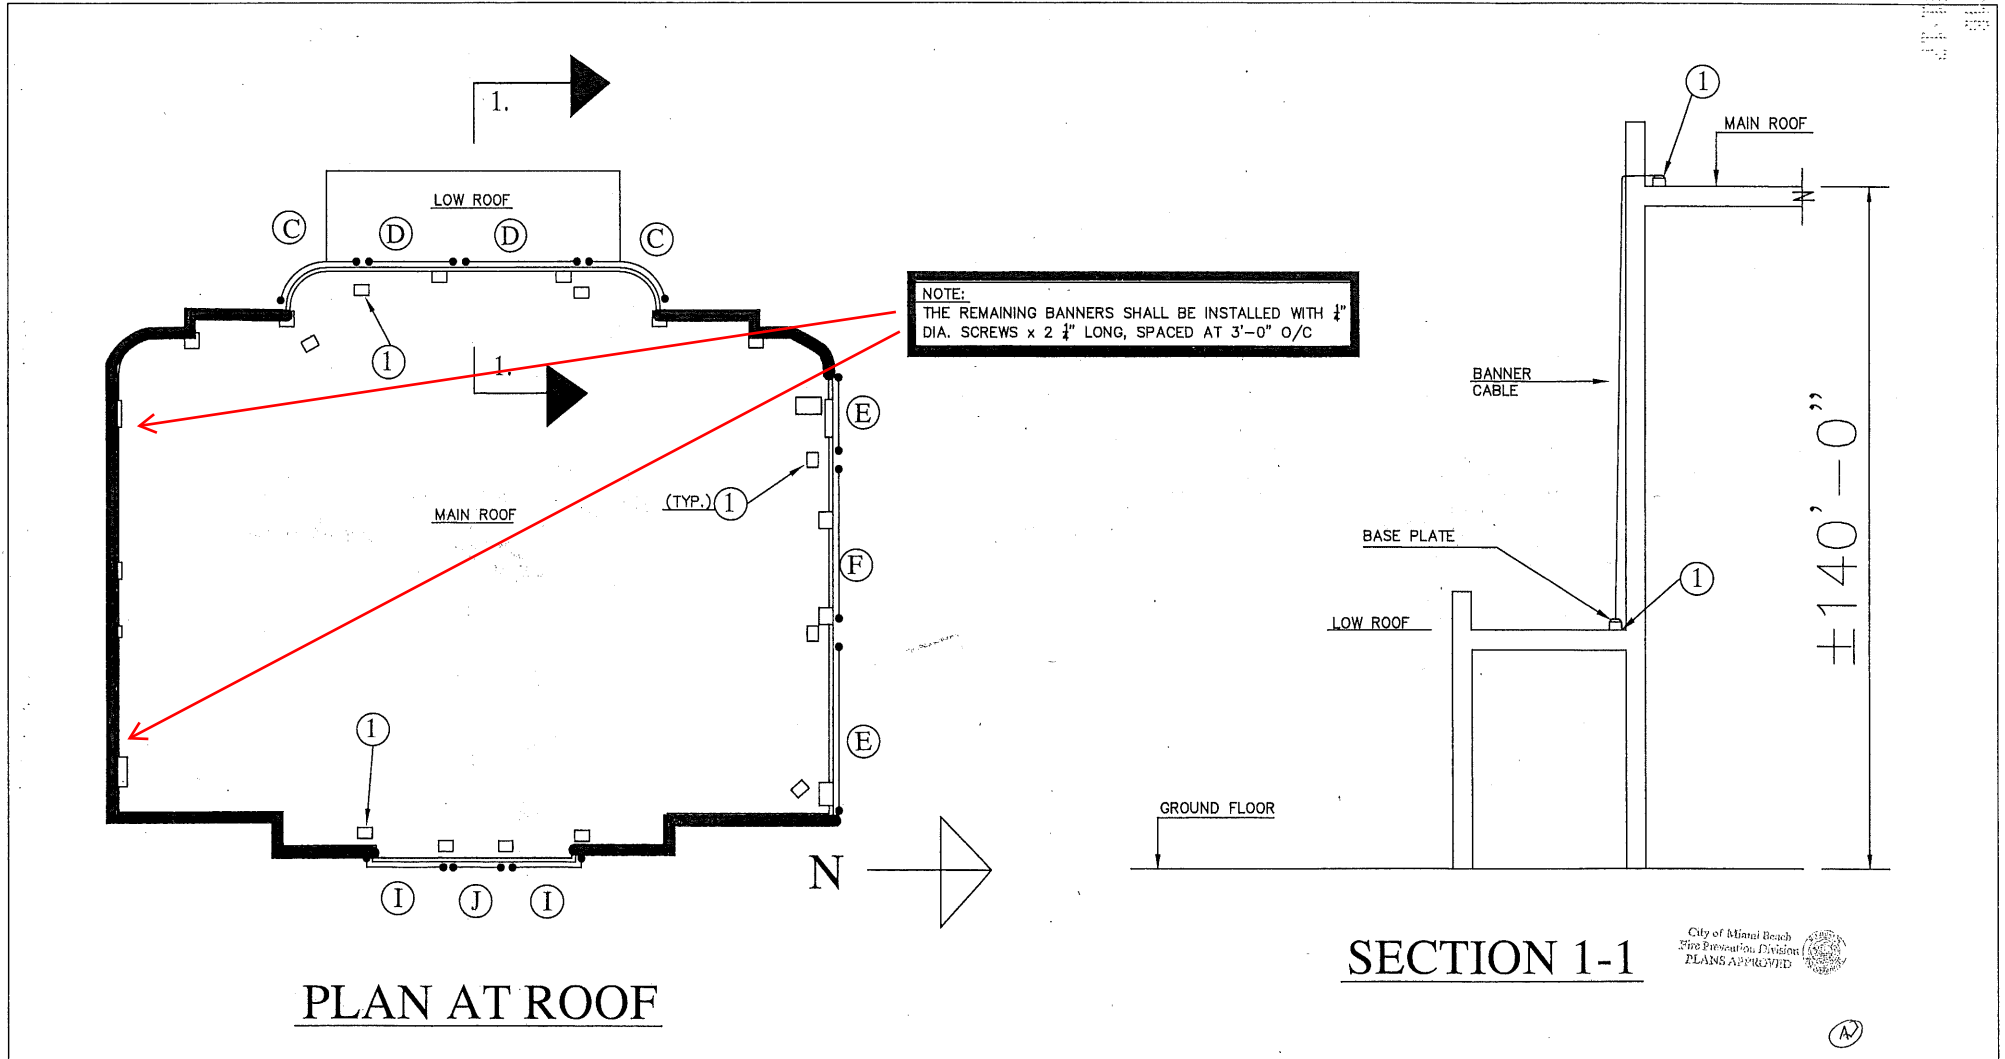 1.
LOW ROOF
C
D
D
C
1
1.
NOTE:
THE REMAINING BANNERS SHALL BE INSTALLED WITH ¼"
DIA. SCREWS x 2 ¼" LONG, SPACED AT 3'-0" O/C
E
(TYP.) 1
MAIN ROOF
F
1
E
I
J
I
N
PLAN AT ROOF
1
MAIN ROOF
BANNER
CABLE
±140'-0"
BASE PLATE
1
LOW ROOF
GROUND FLOOR
SECTION 1-1
City of Miami Beach
Fire Prevention Division
PLANS APPROVED